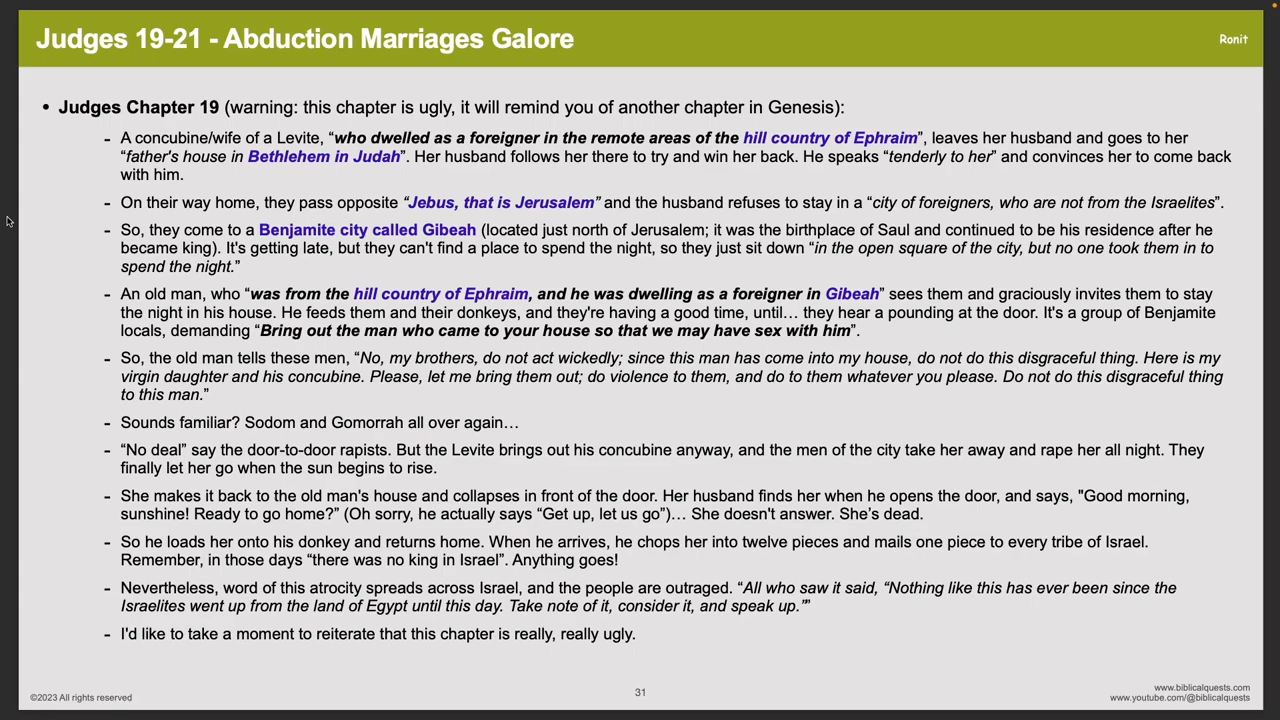 Judges 19-21 - Abduction Marriages Galore
Ronit
• Judges Chapter 19 (warning: this chapter is ugly, it will remind you of another chapter in Genesis):
- A concubine/wife of a Levite, “who dwelled as a foreigner in the remote areas of the hill country of Ephraim”, leaves her husband and goes to her
“father's house in Bethlehem in Judah”. Her husband follows her there to try and win her back. He speaks “tenderly to her” and convinces her to come back
with him.
- On their way home, they pass opposite “Jebus, that is Jerusalem” and the husband refuses to stay in a “city of foreigners, who are not from the Israelites”.
- So, they come to a Benjamite city called Gibeah (located just north of Jerusalem; it was the birthplace of Saul and continued to be his residence after he
became king). It's getting late, but they can't find a place to spend the night, so they just sit down “in the open square of the city, but no one took them in to
spend the night.”
- An old man, who “was from the hill country of Ephraim, and he was dwelling as a foreigner in Gibeah” sees them and graciously invites them to stay
the night in his house. He feeds them and their donkeys, and they're having a good time, until… they hear a pounding at the door. It's a group of Benjamite
locals, demanding “Bring out the man who came to your house so that we may have sex with him”.
- So, the old man tells these men, “No, my brothers, do not act wickedly; since this man has come into my house, do not do this disgraceful thing. Here is my
virgin daughter and his concubine. Please, let me bring them out; do violence to them, and do to them whatever you please. Do not do this disgraceful thing
to this man.”
- Sounds familiar? Sodom and Gomorrah all over again…
- “No deal” say the door-to-door rapists. But the Levite brings out his concubine anyway, and the men of the city take her away and rape her all night. They
finally let her go when the sun begins to rise.
- She makes it back to the old man's house and collapses in front of the door. Her husband finds her when he opens the door, and says, "Good morning,
sunshine! Ready to go home?” (Oh sorry, he actually says “Get up, let us go”)… She doesn't answer. She’s dead.
- So he loads her onto his donkey and returns home. When he arrives, he chops her into twelve pieces and mails one piece to every tribe of Israel.
Remember, in those days “there was no king in Israel”. Anything goes!
- Nevertheless, word of this atrocity spreads across Israel, and the people are outraged. “All who saw it said, “Nothing like this has ever been since the
Israelites went up from the land of Egypt until this day. Take note of it, consider it, and speak up.””
- I'd like to take a moment to reiterate that this chapter is really, really ugly.
©2023 All rights reserved
31
www.biblicalquests.com
www.youtube.com/@biblicalquests